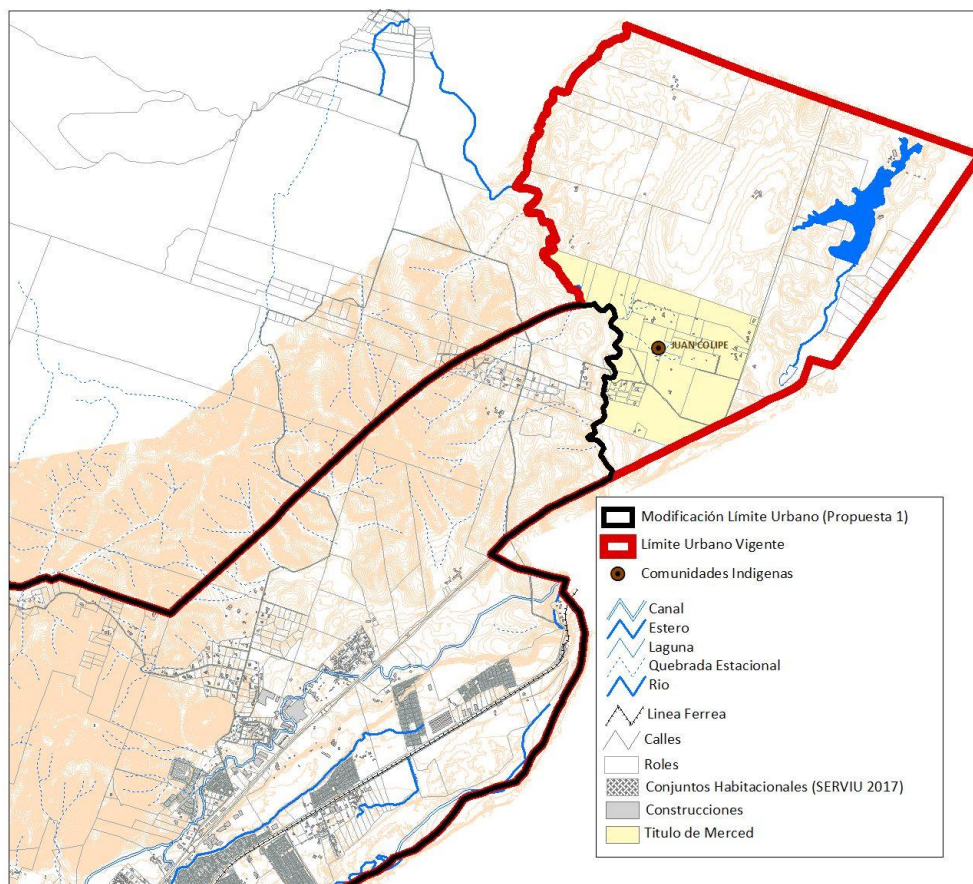 JUAN COLIPE
Modificación Límite Urbano (Propuesta 1)
Límite Urbano Vigente
Comunidades Indigenas
Canal
Estero
Laguna
Quebrada Estacional
Rio
Linea Ferrea
Calles
Roles
Conjuntos Habitacionales (SERVIU 2017)
Construcciones
Titulo de Merced